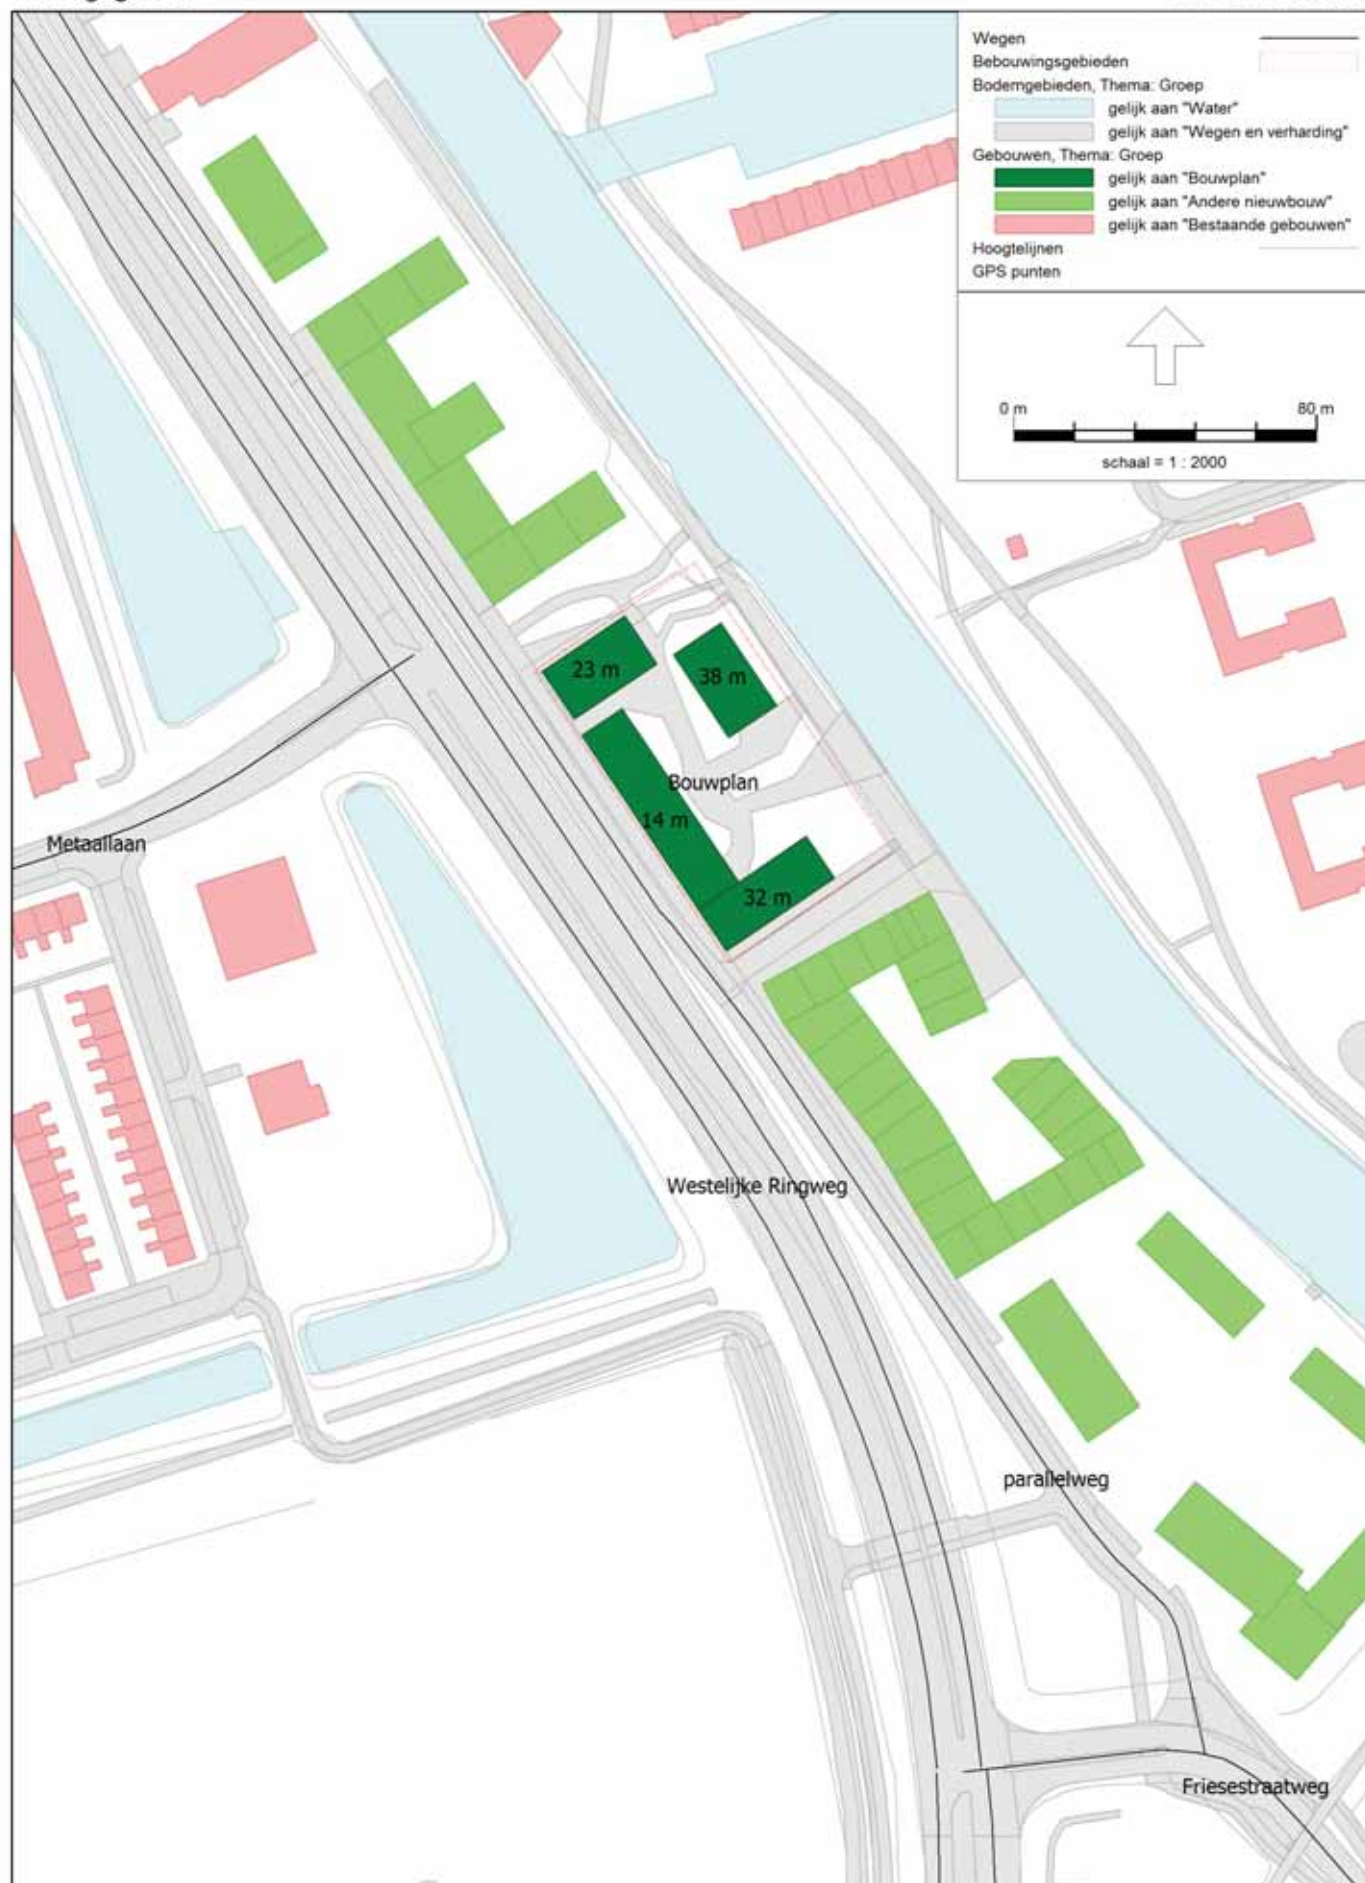 Wegen
Bebouwingsgebieden
Bodemgebieden, Thema: Groep
gelijk aan "Water"
gelijk aan "Wegen en verharding"
Gebouwen, Thema: Groep
gelijk aan "Bouwplan"
gelijk aan "Andere nieuwbouw"
gelijk aan "Bestaande gebouwen"
Hoogtelijnen
GPS punten
0 m 80 m
schaal = 1 : 2000
23 m
38 m
Bouwplan
14 m
Metaallaan
32 m
Westelijke Ringweg
parallelweg
Friesestraatweg